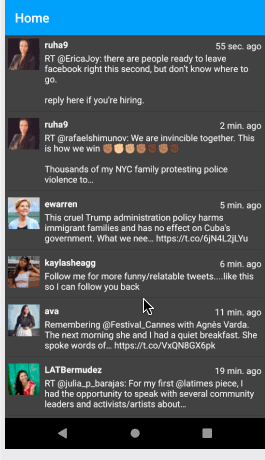 Home
ruha9 55 sec. ago
RT @EricaJoy: there are people ready to leave
facebook right this second, but don't know where to
go.
reply here if you're hiring.
ruha9 2 min. ago
RT @rafaelshimunov: We are invincible together. This
is how we win ✊🏾✊🏻✊🏼✊🏽✊🏾✊🏿✊🏾
Thousands of my NYC family protesting police
violence to…
ewarren 5 min. ago
This cruel Trump administration policy harms
immigrant families and has no effect on Cuba's
government. What we nee… https://t.co/6jN4L2jLYu
kaylasheagg 6 min. ago
Follow me for more funny/relatable tweets....like this
so I can follow you back
ava 11 min. ago
Remembering @Festival_Cannes with Agnès Varda.
The next morning she and I had a quiet breakfast. She
spoke words of… https://t.co/VxQN8GX6pk
LATBermudez 19 min. ago
RT @julia_p_barajas: For my first @latimes piece, I
had the opportunity to speak with several community
leaders and activists/artists about…